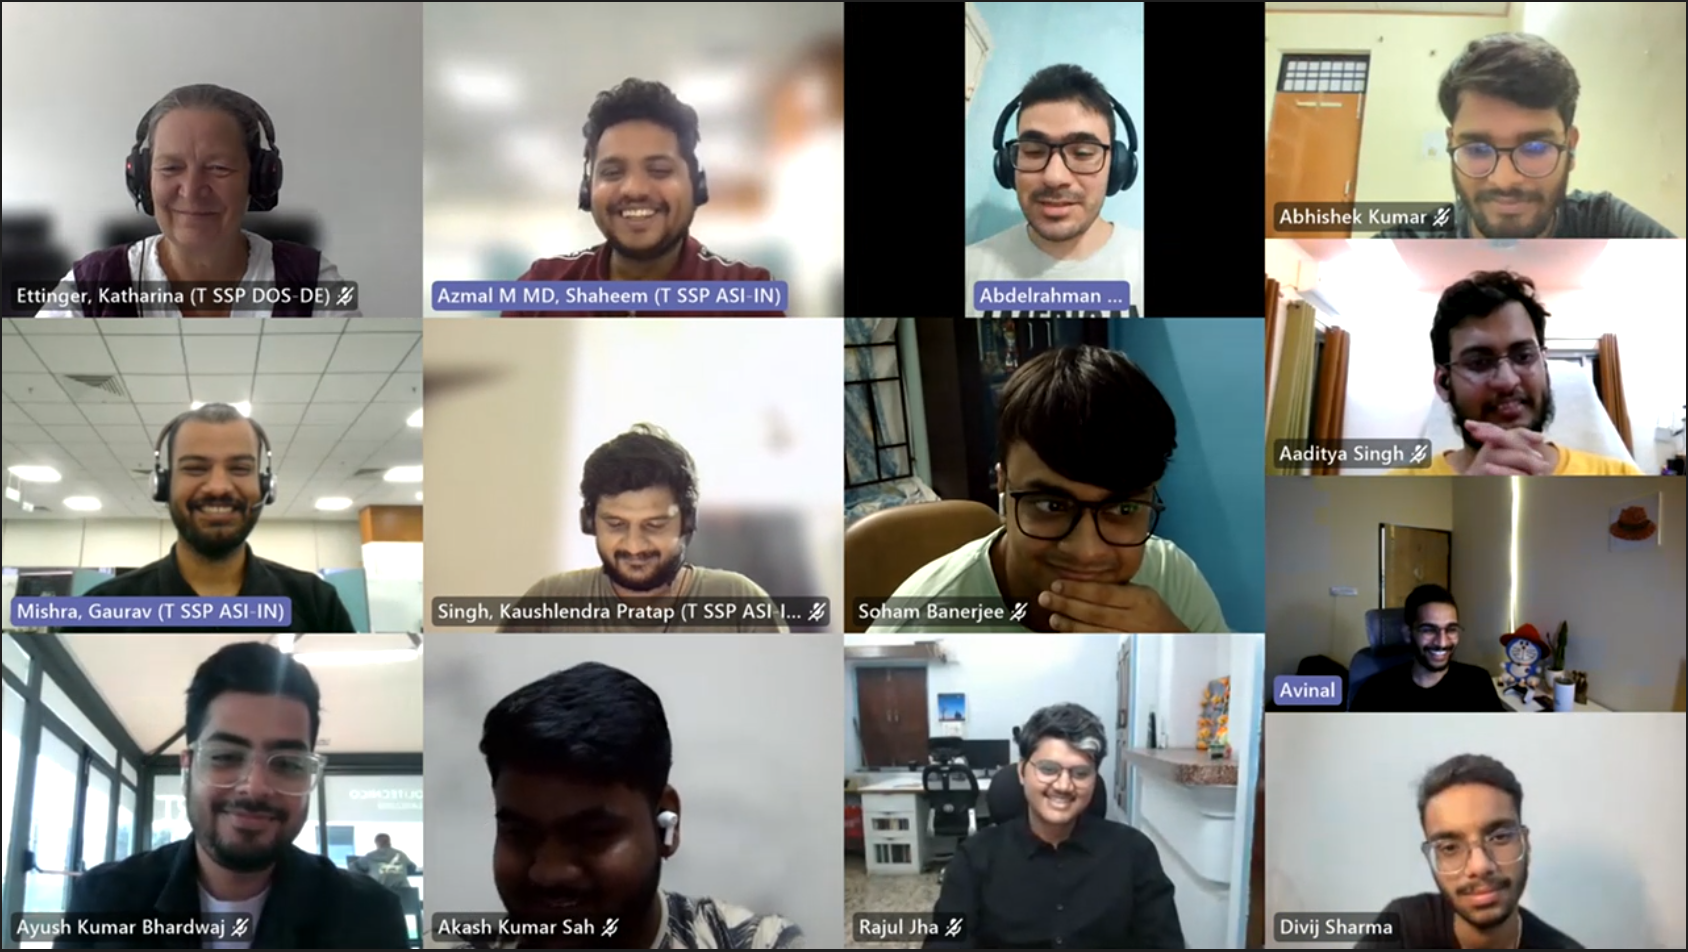 Ettinger, Katharina (T SSP DOS-DE)
Azmal M MD, Shaheem (T SSP ASI-IN)
Abdelrahman ...
Abhishek Kumar
Aaditya Singh
Mishra, Gaurav (T SSP ASI-IN)
Singh, Kaushlendra Pratap (T SSP ASI-I...
Soham Banerjee
Avinal
Ayush Kumar Bhardwaj
Akash Kumar Sah
Rajul Jha
Divij Sharma